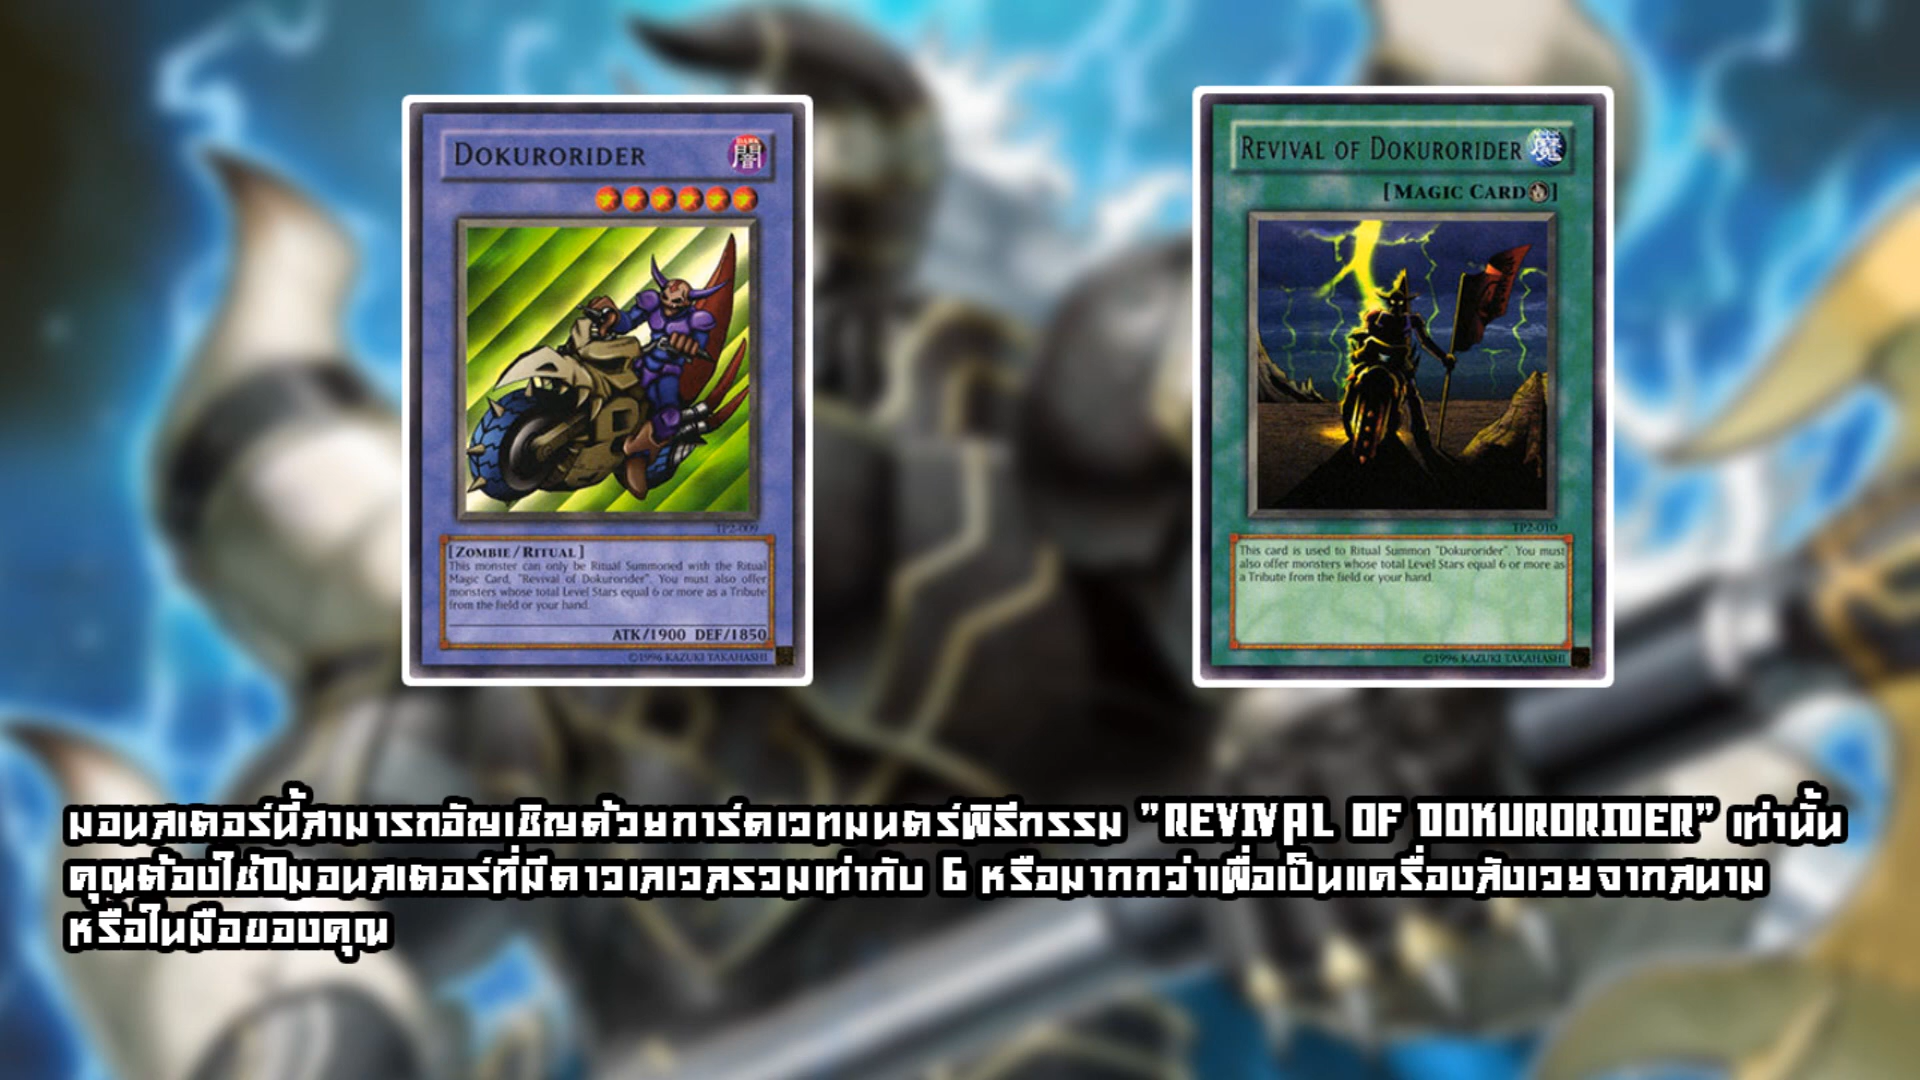 DOKURORIDER
DARK
闇
TP2-009
[ZOMBIE/RITUAL]
This monster can only be Ritual Summoned with the Ritual
Magic Card, "Revival of Dokurorider". You must also offer
monsters whose total Level Stars equal 6 or more as a Tribute
from the field or your hand.
ATK/1900 DEF/1850
©1996 KAZUKI TAKAHASHI
REVIVAL OF DOKURORIDER
魔
[MAGIC CARD]
TP2-010
This card is used to Ritual Summon "Dokurorider". You must
also offer monsters whose total Level Stars equal 6 or more as
a Tribute from the field or your hand.
©1996 KAZUKI TAKAHASHI
มอนสเตอร์นี้สามารถอัญเชิญด้วยการ์ดเวทมนตร์พิธีกรรม "REVIVAL OF DOKURORIDER" เท่านั้น
คุณต้องใช้ปมอนสเตอร์ที่มีดาวเลเวลรวมเท่ากับ 6 หรือมากกว่าเพื่อเป็นเครื่องสังเวยจากสนาม
หรือในมือของคุณ